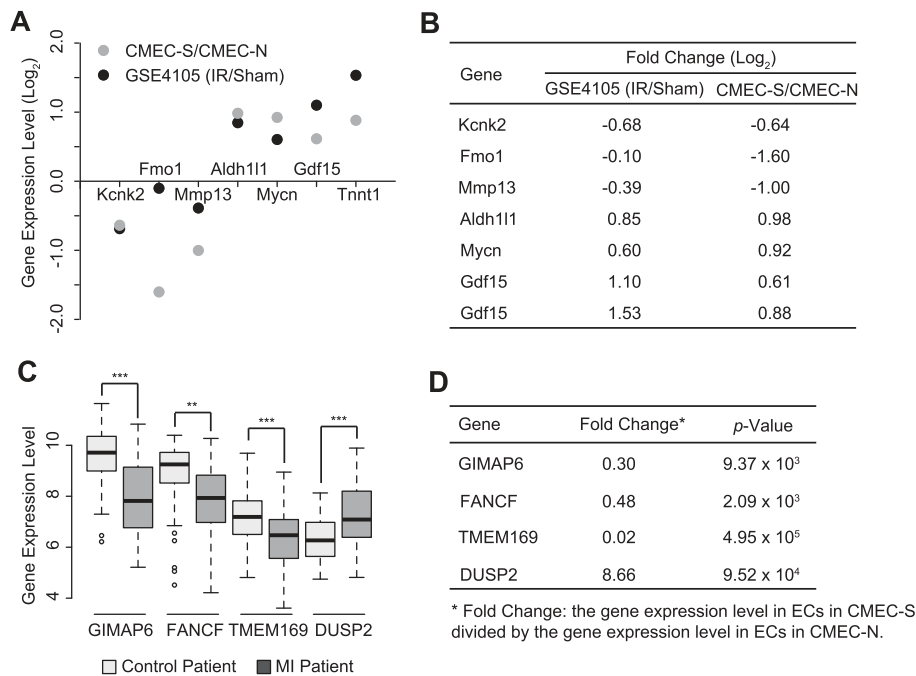 A
CMEC-S/CMEC-N
GSE4105 (IR/Sham)
Gene Expression Level (Log2)
2.0
1.0
0.0
-1.0
-2.0
Fmo1 Aldh1l1 Gdf15
Kcnk2 Mmp13 Mycn Tnnt1
B
Gene
Fold Change (Log2)
GSE4105 (IR/Sham) CMEC-S/CMEC-N
Kcnk2 -0.68 -0.64
Fmo1 -0.10 -1.60
Mmp13 -0.39 -1.00
Aldh1l1 0.85 0.98
Mycn 0.60 0.92
Gdf15 1.10 0.61
Gdf15 1.53 0.88
C
Gene Expression Level
10
8
6
4
*** ** *** ***
GIMAP6 FANCF TMEM169 DUSP2
Control Patient MI Patient
D
Gene Fold Change* p-Value
GIMAP6 0.30 9.37 x 10³
FANCF 0.48 2.09 x 10³
TMEM169 0.02 4.95 x 10⁵
DUSP2 8.66 9.52 x 10⁴
* Fold Change: the gene expression level in ECs in CMEC-S
divided by the gene expression level in ECs in CMEC-N.